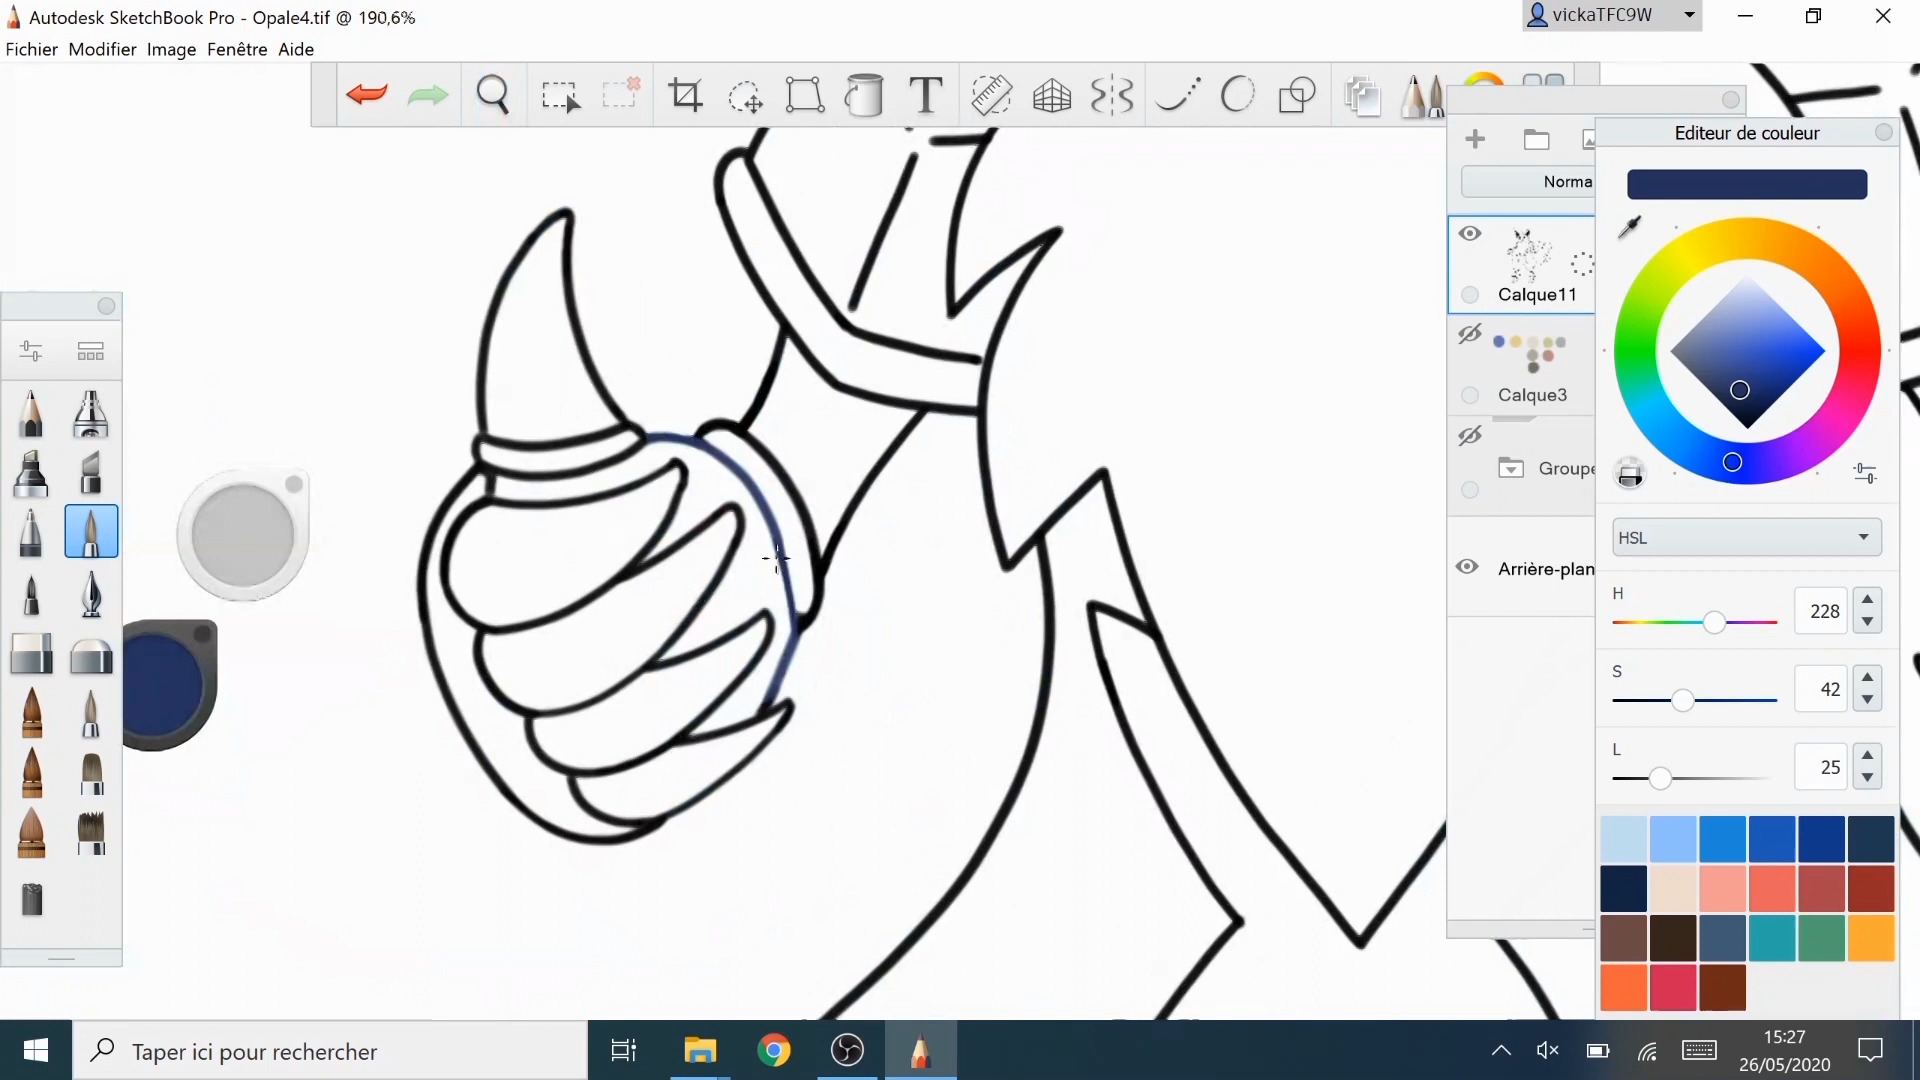 Autodesk SketchBook Pro - Opale4.tif @ 190,6%
vickaTFC9W
Fichier Modifier Image Fenêtre Aide
T
Editeur de couleur
Norma
Calque11
Calque3
Groupe
Arrière-plan
HSL
H
228
S
42
L
25
Taper ici pour rechercher
15:27
26/05/2020